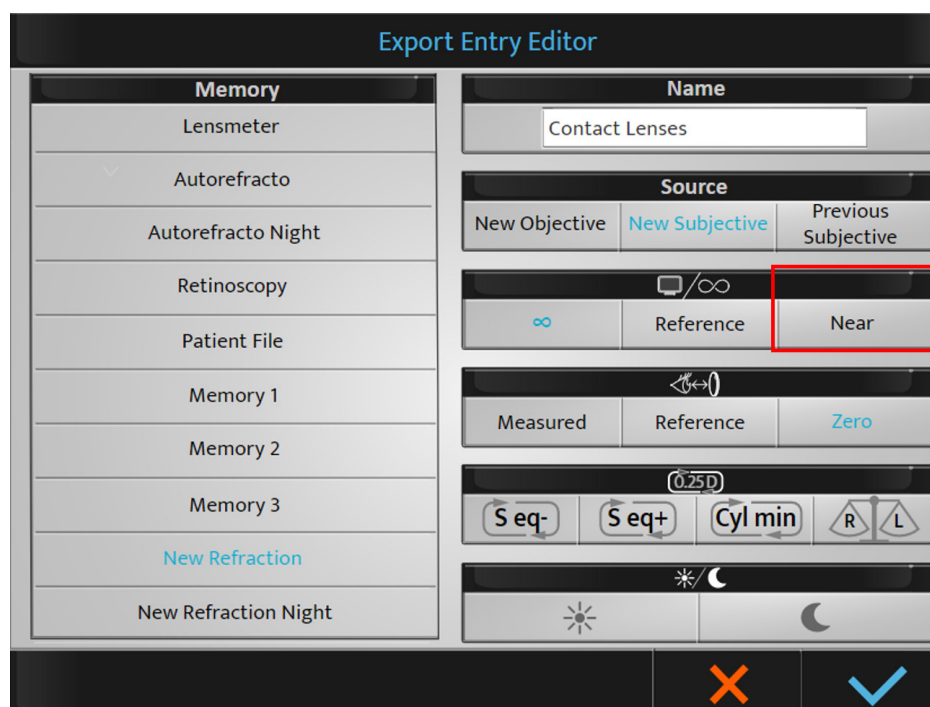 Export Entry Editor
Memory
Lensmeter
Autorefracto
Autorefracto Night
Retinoscopy
Patient File
Memory 1
Memory 2
Memory 3
New Refraction
New Refraction Night
Name
Contact Lenses
Source
New Objective
New Subjective
Previous
Subjective
/∞
∞
Reference
Near
Measured
Reference
Zero
0.25 D
S eq-
S eq+
Cyl min
R L